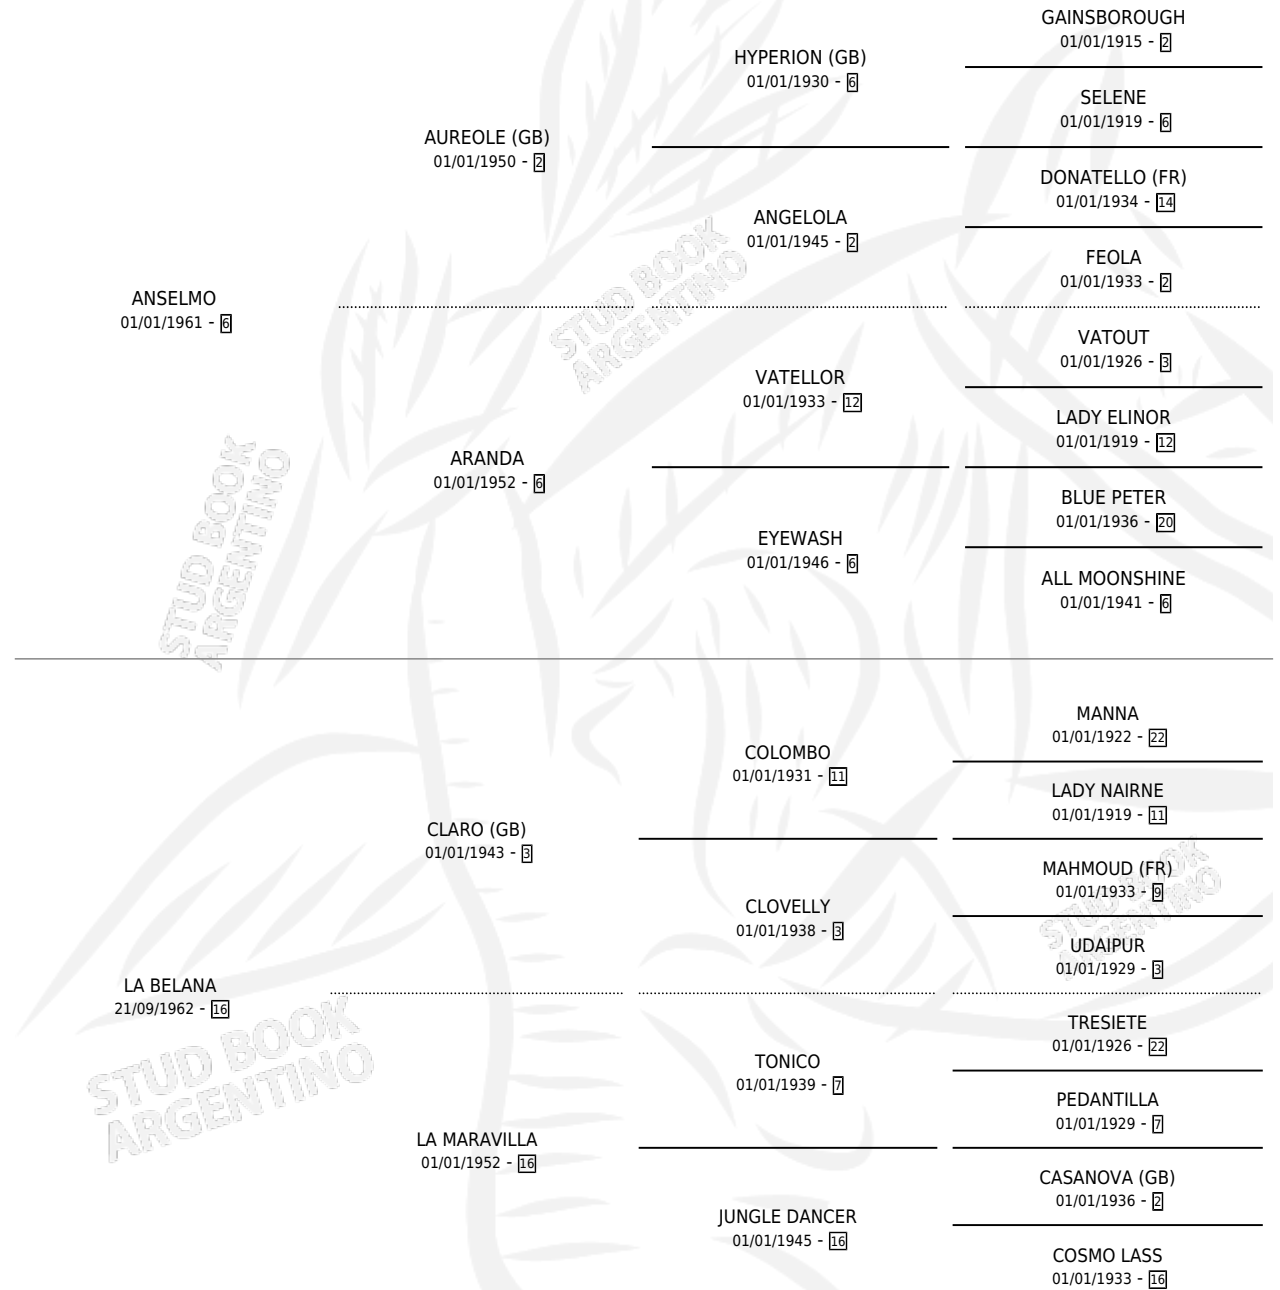 GAINSBOROUGH
01/01/1915 - 2
HYPERION (GB)
01/01/1930 - 6
SELENE
01/01/1919 - 6
AUREOLE (GB)
01/01/1950 - 2
DONATELLO (FR)
01/01/1934 - 14
ANGELOLA
01/01/1945 - 2
FEOLA
01/01/1933 - 2
ANSELMO
01/01/1961 - 6
STUD BOOK
ARGENTINO
VATOUT
01/01/1926 - 3
VATELLOR
01/01/1933 - 12
LADY ELINOR
01/01/1919 - 12
ARANDA
01/01/1952 - 6
BLUE PETER
01/01/1936 - 20
EYEWASH
01/01/1946 - 6
ALL MOONSHINE
01/01/1941 - 6
STUD BOOK
ARGENTINO
MANNA
01/01/1922 - 22
COLOMBO
01/01/1931 - 11
LADY NAIRNE
01/01/1919 - 11
CLARO (GB)
01/01/1943 - 3
MAHMOUD (FR)
01/01/1933 - 9
CLOVELLY
01/01/1938 - 3
UDAIPUR
01/01/1929 - 3
STUD BOOK
ARGENTINO
LA BELANA
21/09/1962 - 16
TRESIETE
01/01/1926 - 22
TONICO
01/01/1939 - 7
PEDANTILLA
01/01/1929 - 7
STUD BOOK
ARGENTINO
LA MARAVILLA
01/01/1952 - 16
CASANOVA (GB)
01/01/1936 - 2
JUNGLE DANCER
01/01/1945 - 16
COSMO LASS
01/01/1933 - 16